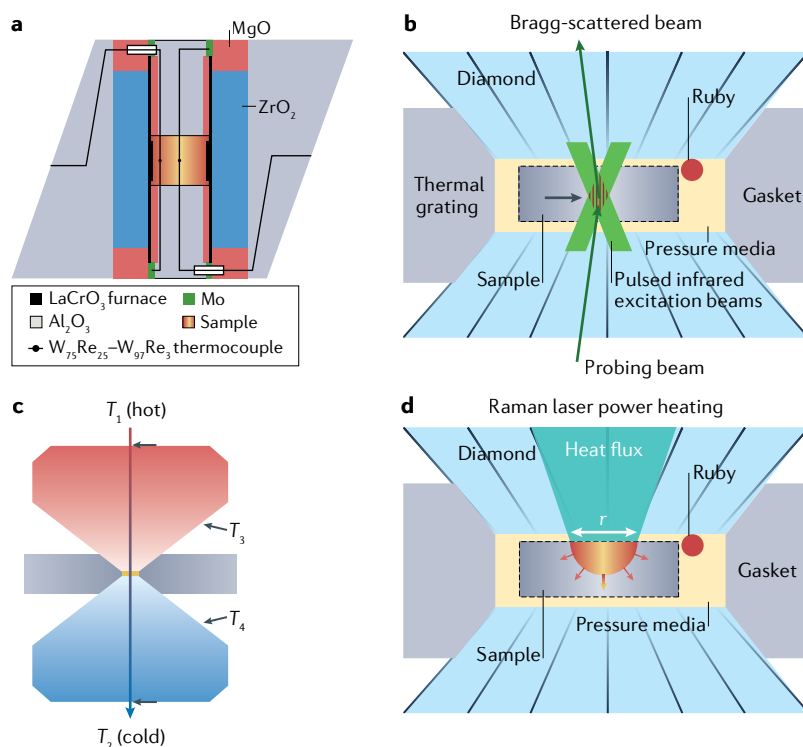 a
MgO
ZrO₂
LaCrO₃ furnace
Mo
Al₂O₃
Sample
W₇₅Re₂₅–W₉₇Re₃ thermocouple
b
Bragg-scattered beam
Diamond
Ruby
Thermal
grating
Gasket
Pressure media
Sample
Pulsed infrared
excitation beams
Probing beam
c
T₁ (hot)
T₃
T₄
T₂ (cold)
d
Raman laser power heating
Diamond
Heat flux
Ruby
r
Gasket
Pressure media
Sample